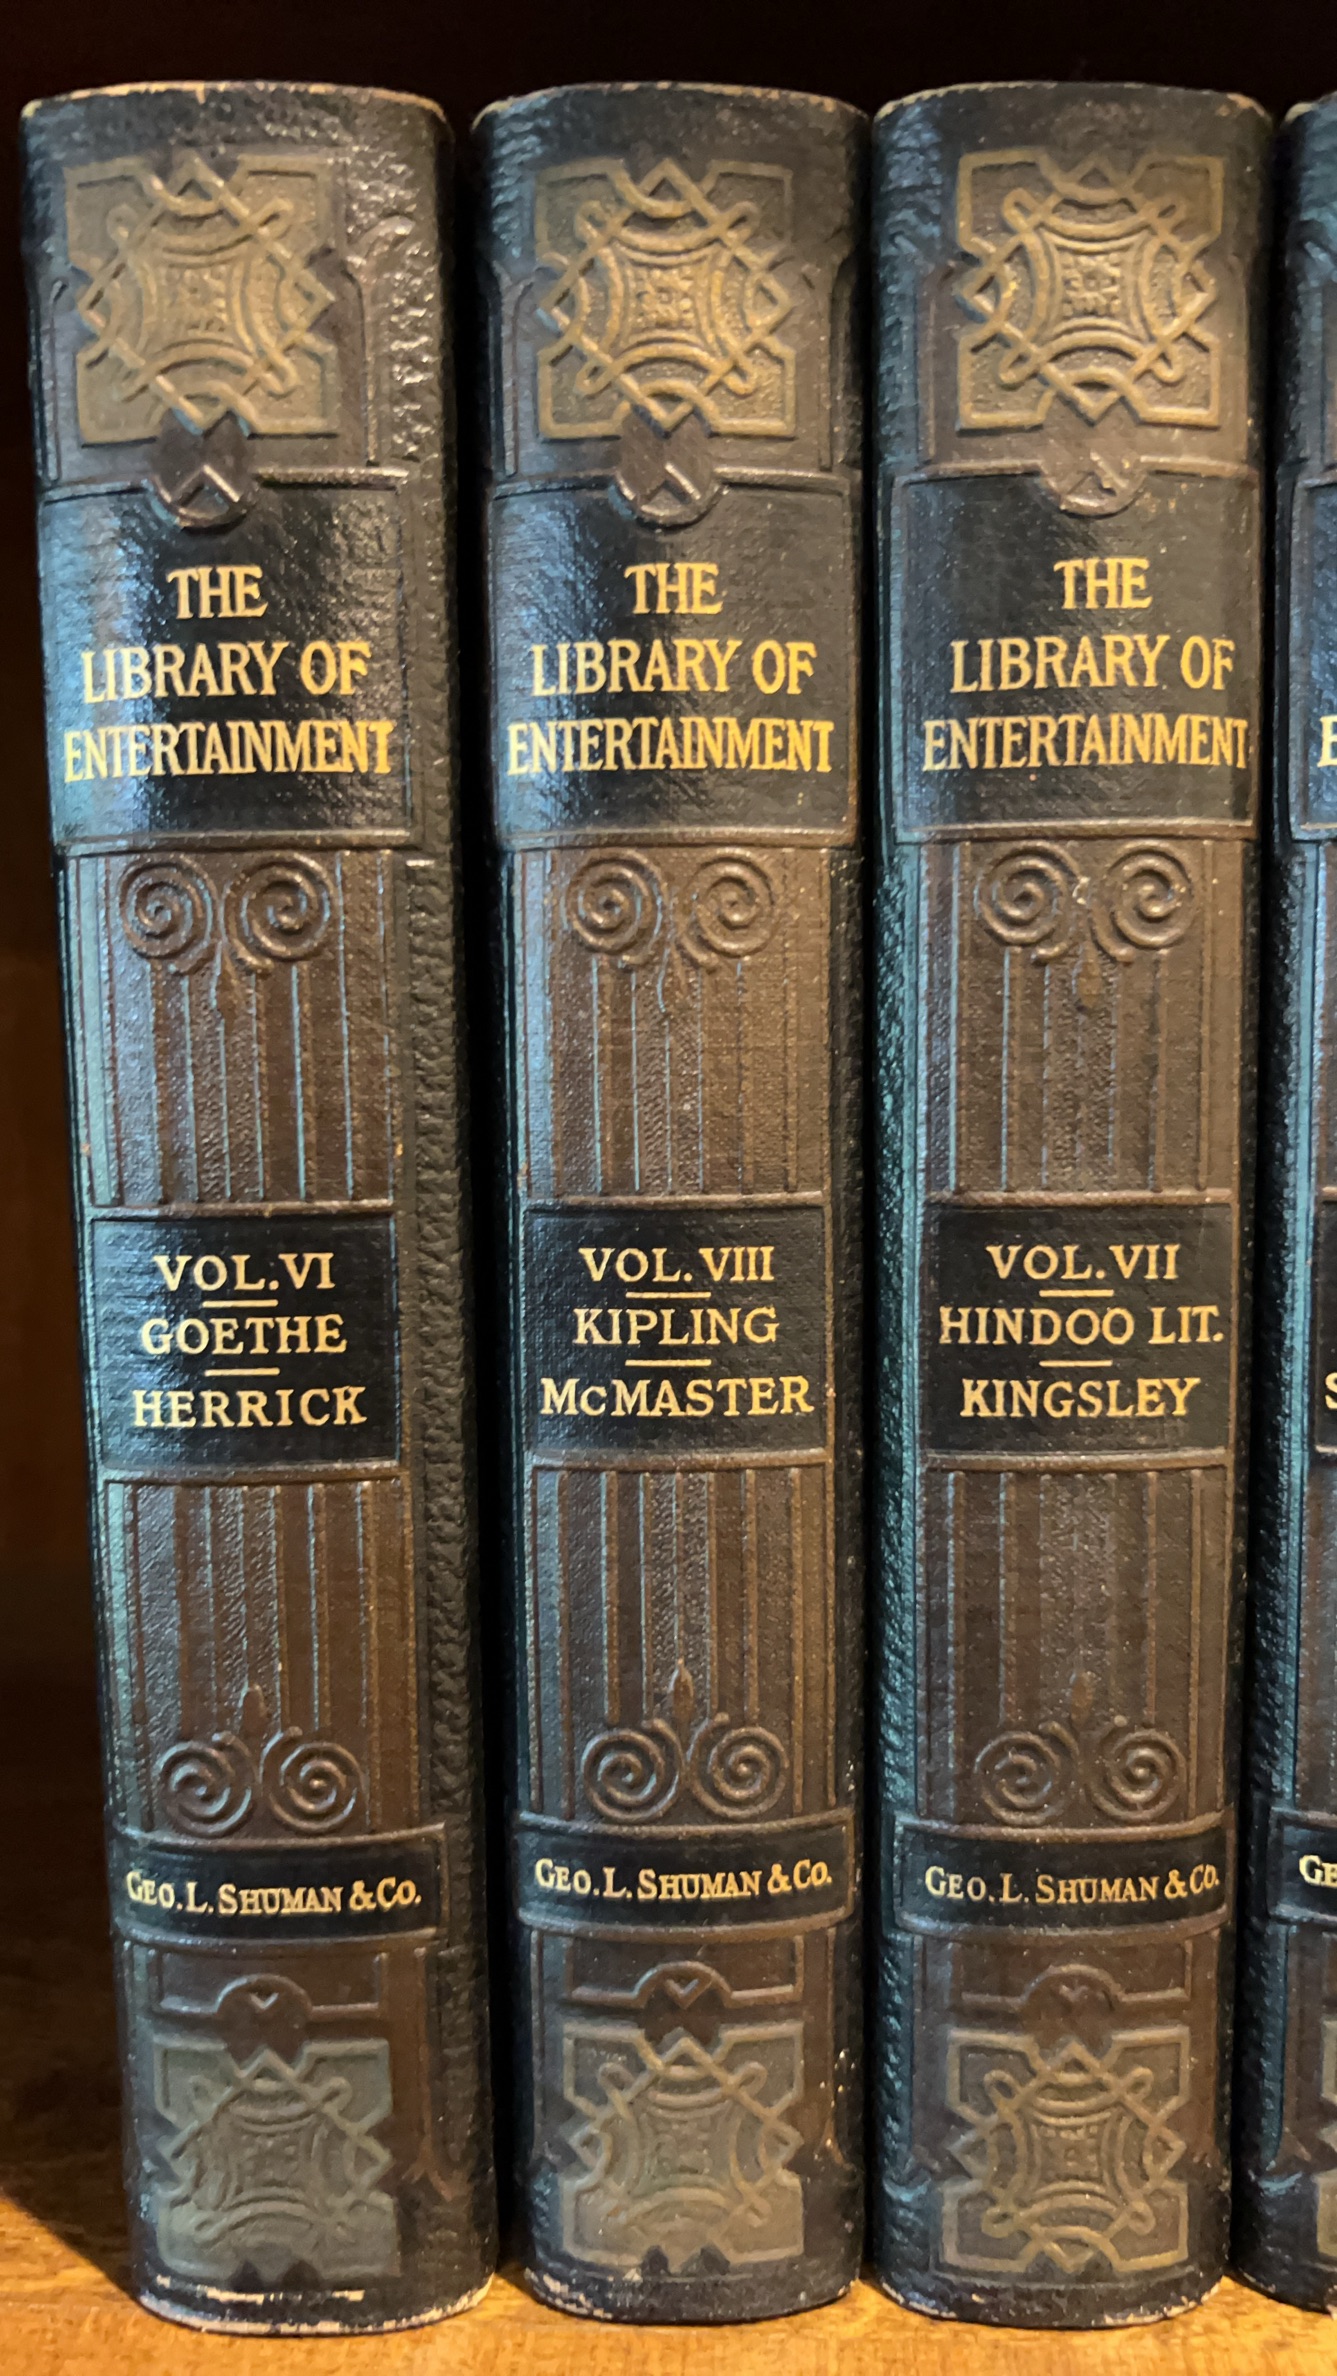 THE
LIBRARY OF
ENTERTAINMENT
VOL. VI
GOETHE
HERRICK
GEO. L. SHUMAN & CO.
THE
LIBRARY OF
ENTERTAINMENT
VOL. VIII
KIPLING
McMASTER
GEO. L. SHUMAN & CO.
THE
LIBRARY OF
ENTERTAINMENT
VOL. VII
HINDOO LIT.
KINGSLEY
GEO. L. SHUMAN & CO.